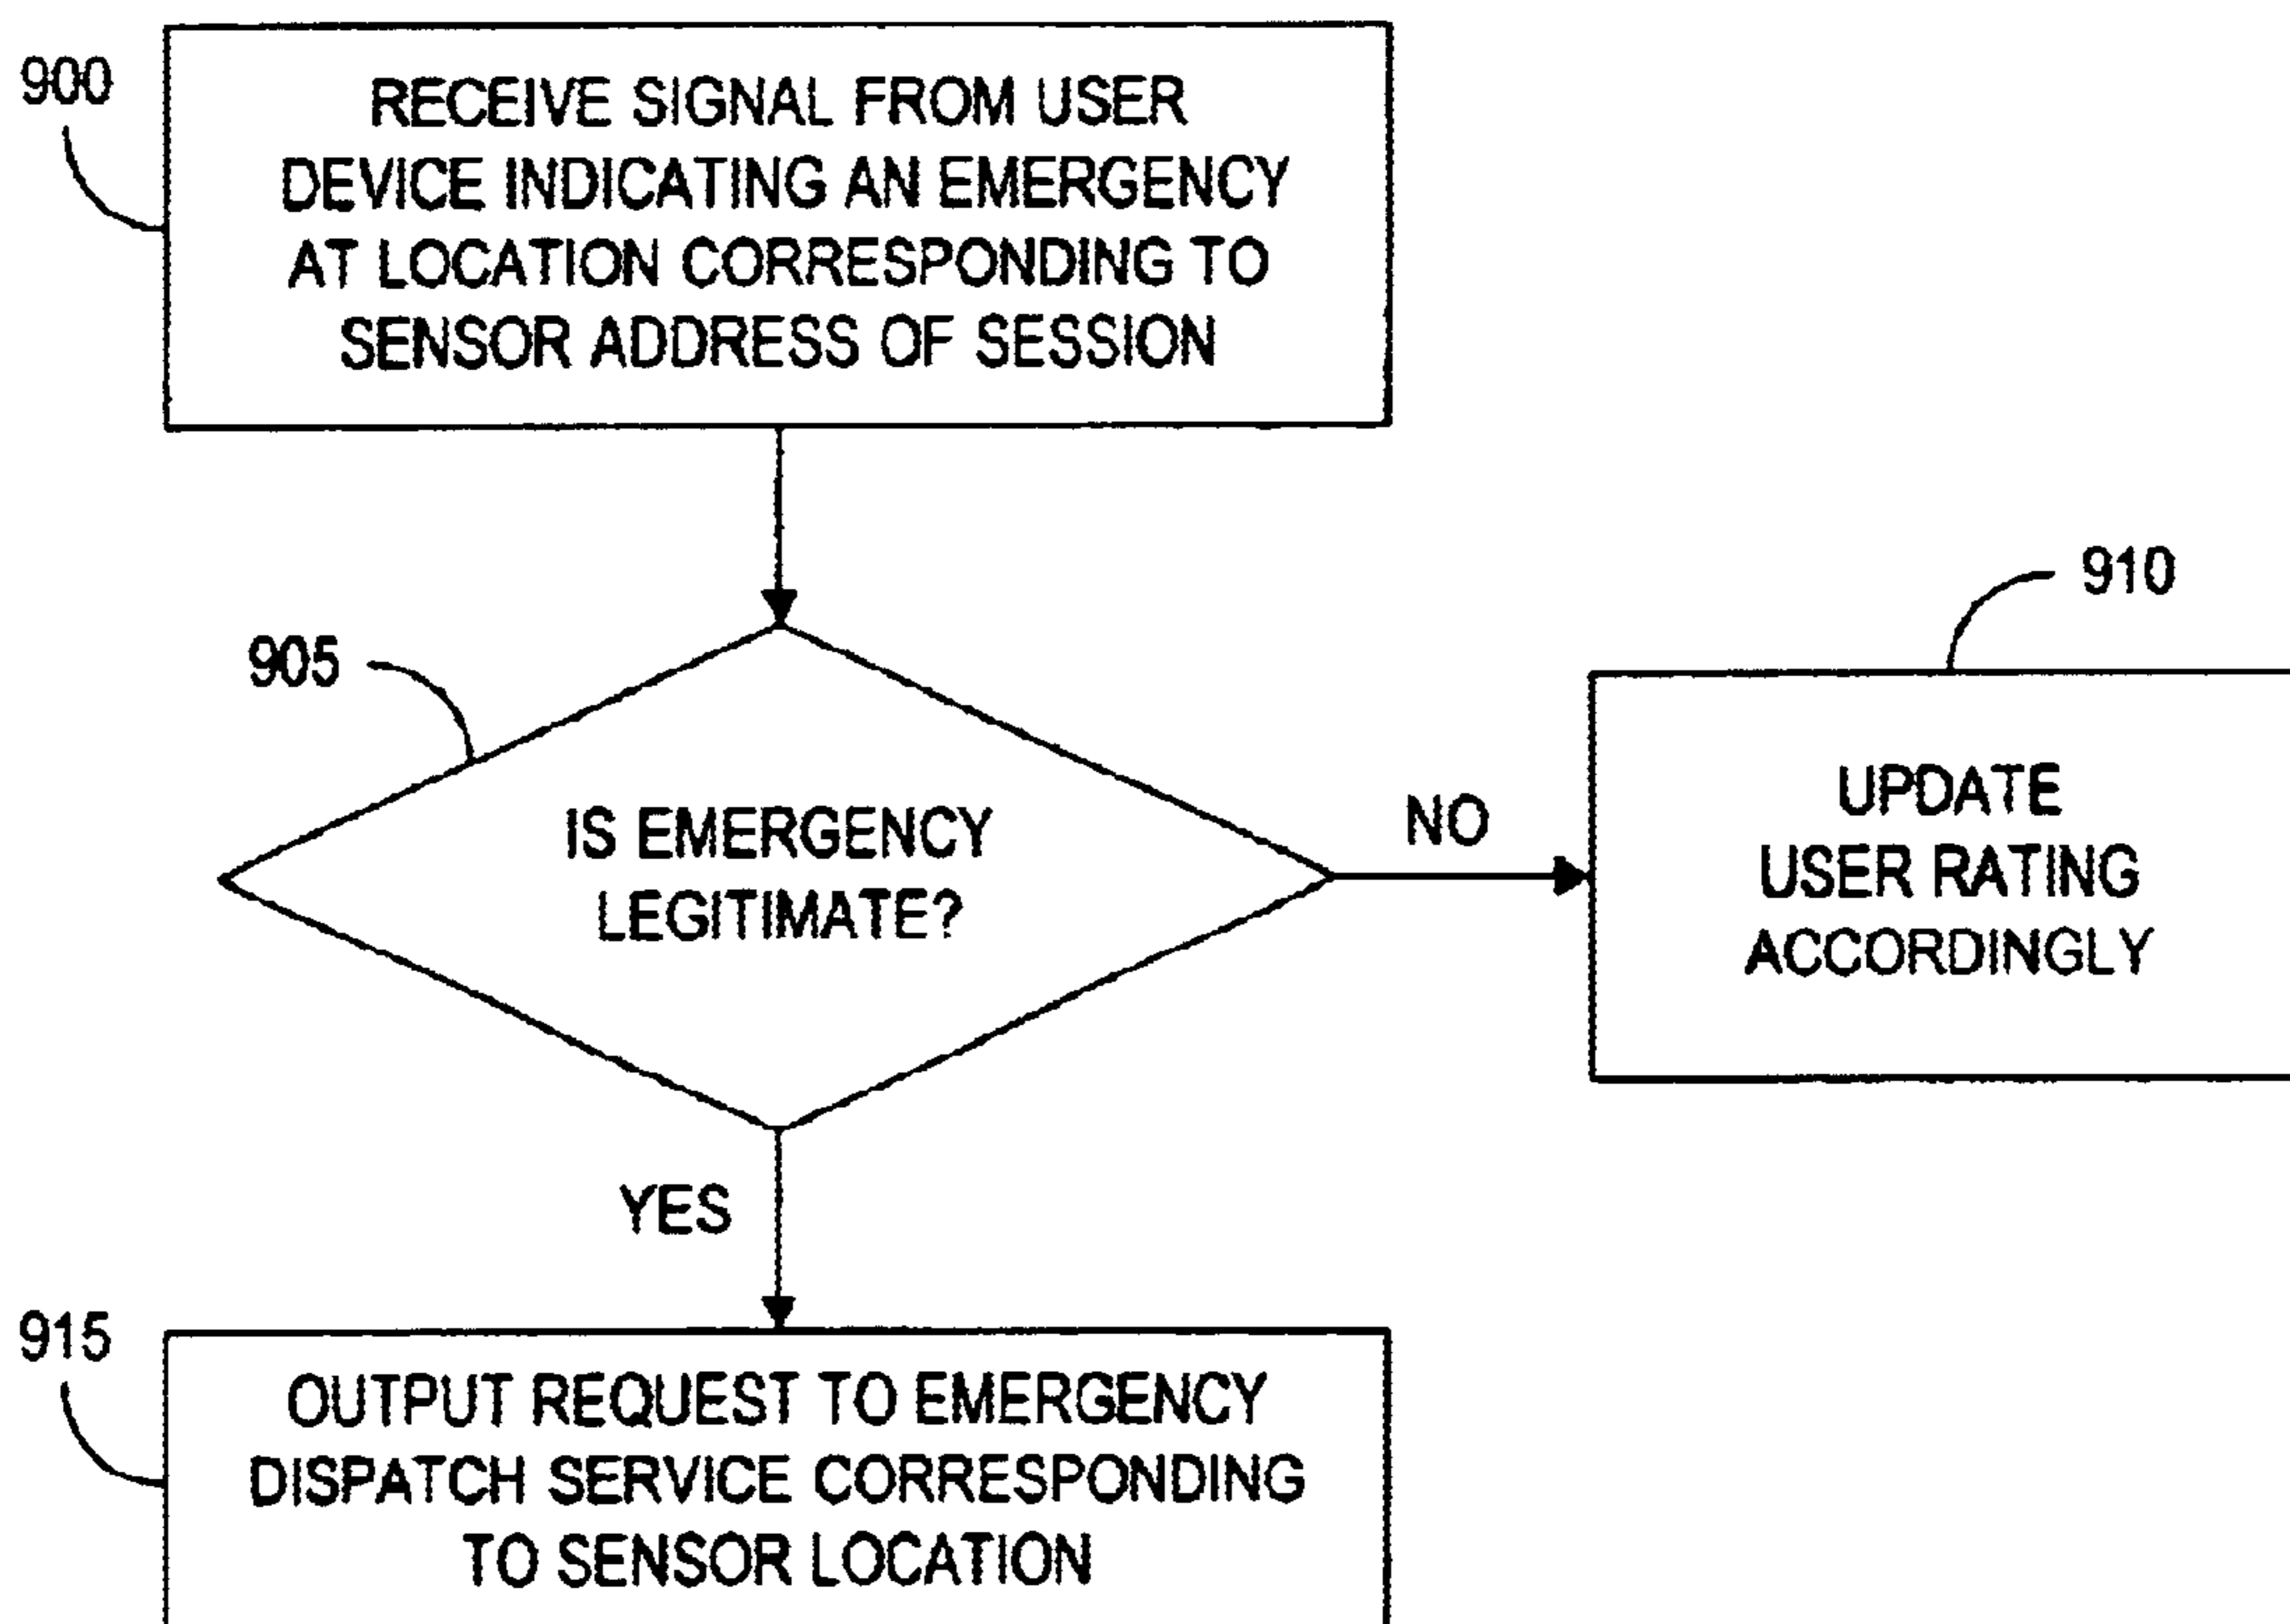 900
RECEIVE SIGNAL FROM USER
DEVICE INDICATING AN EMERGENCY
AT LOCATION CORRESPONDING TO
SENSOR ADDRESS OF SESSION
905
IS EMERGENCY
LEGITIMATE?
NO
910
UPDATE
USER RATING
ACCORDINGLY
YES
915
OUTPUT REQUEST TO EMERGENCY
DISPATCH SERVICE CORRESPONDING
TO SENSOR LOCATION